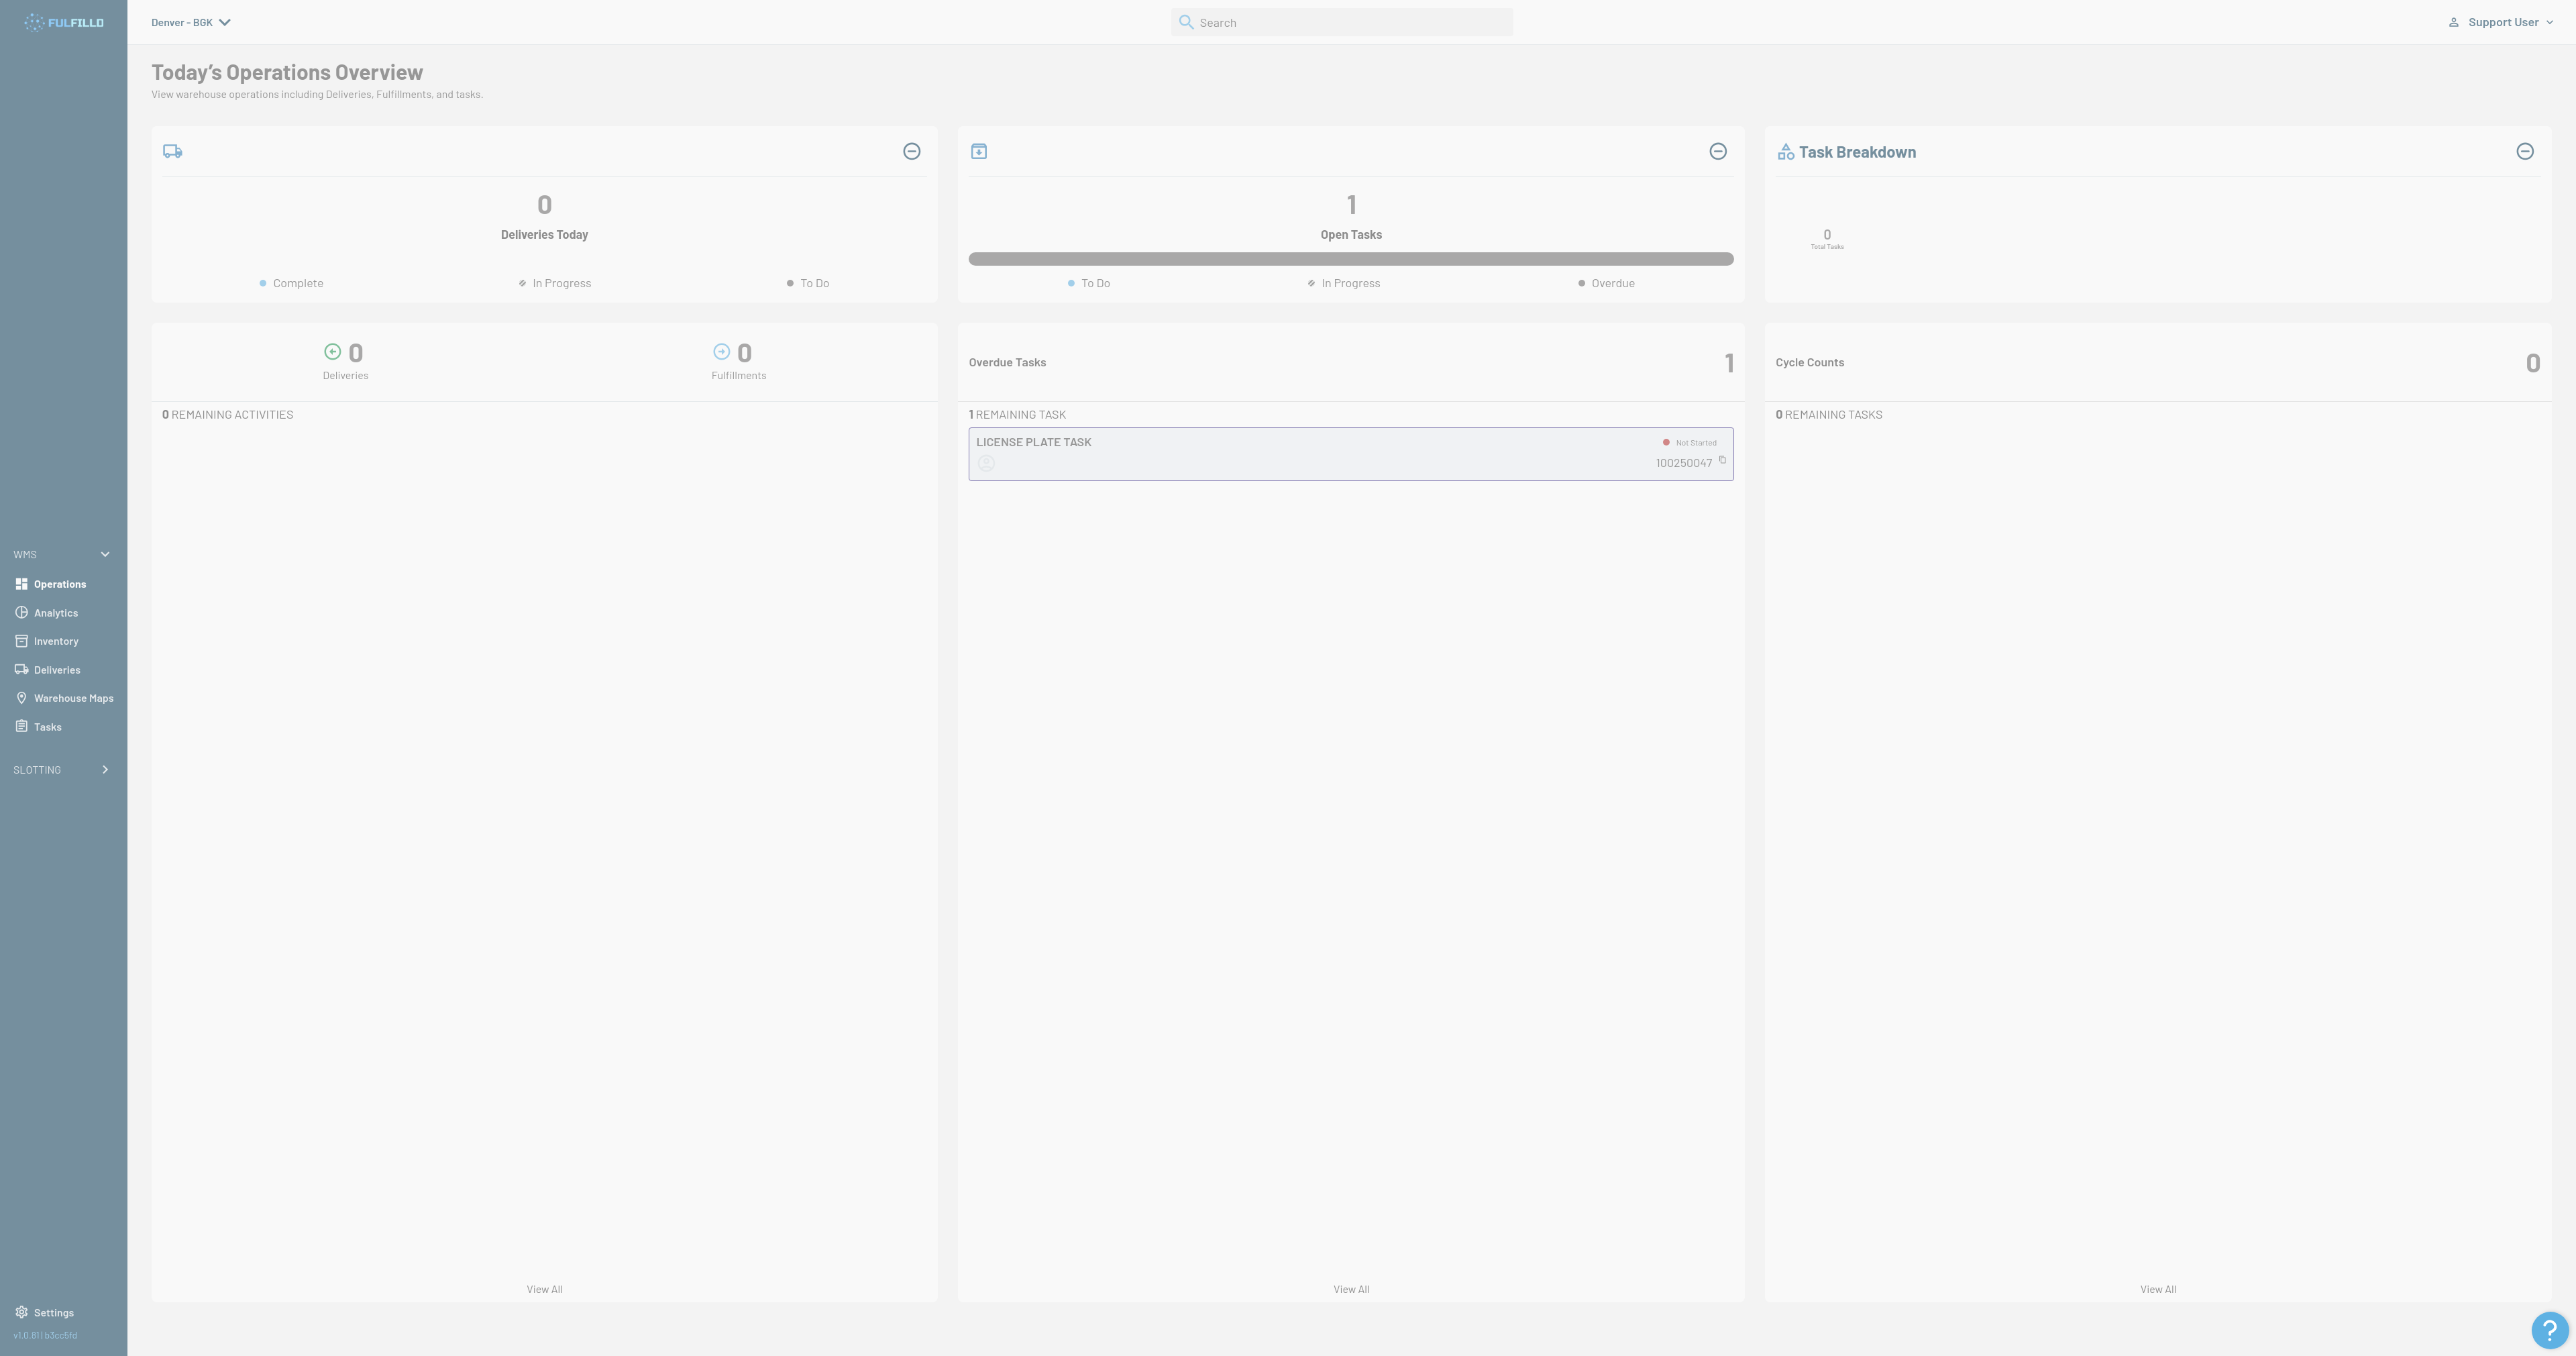 FULFILLD
Denver - BGK
Search
Support User
Today's Operations Overview
View warehouse operations including Deliveries, Fulfillments, and tasks.
0
Deliveries Today
Complete
In Progress
To Do
1
Open Tasks
To Do
In Progress
Overdue
Task Breakdown
0
Total Tasks
0
Deliveries
0
Fulfillments
0 REMAINING ACTIVITIES
View All
Overdue Tasks
1
1 REMAINING TASK
LICENSE PLATE TASK
Not Started
100250047
View All
Cycle Counts
0
0 REMAINING TASKS
View All
WMS
Operations
Analytics
Inventory
Deliveries
Warehouse Maps
Tasks
SLOTTING
Settings
v1.0.81 | b3cc5fd
?